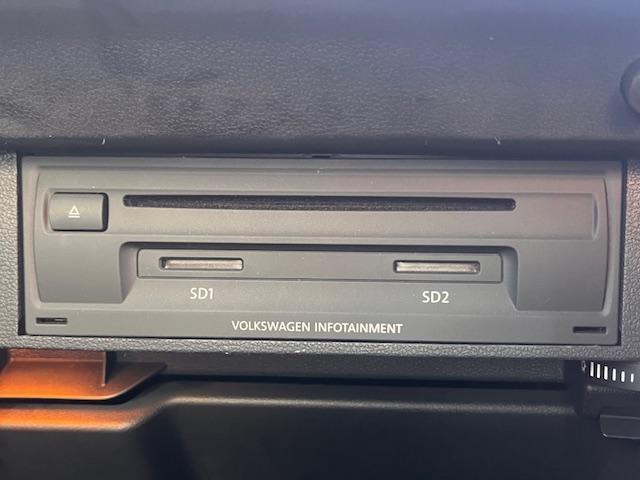 SD1 SD2
VOLKSWAGEN INFOTAINMENT